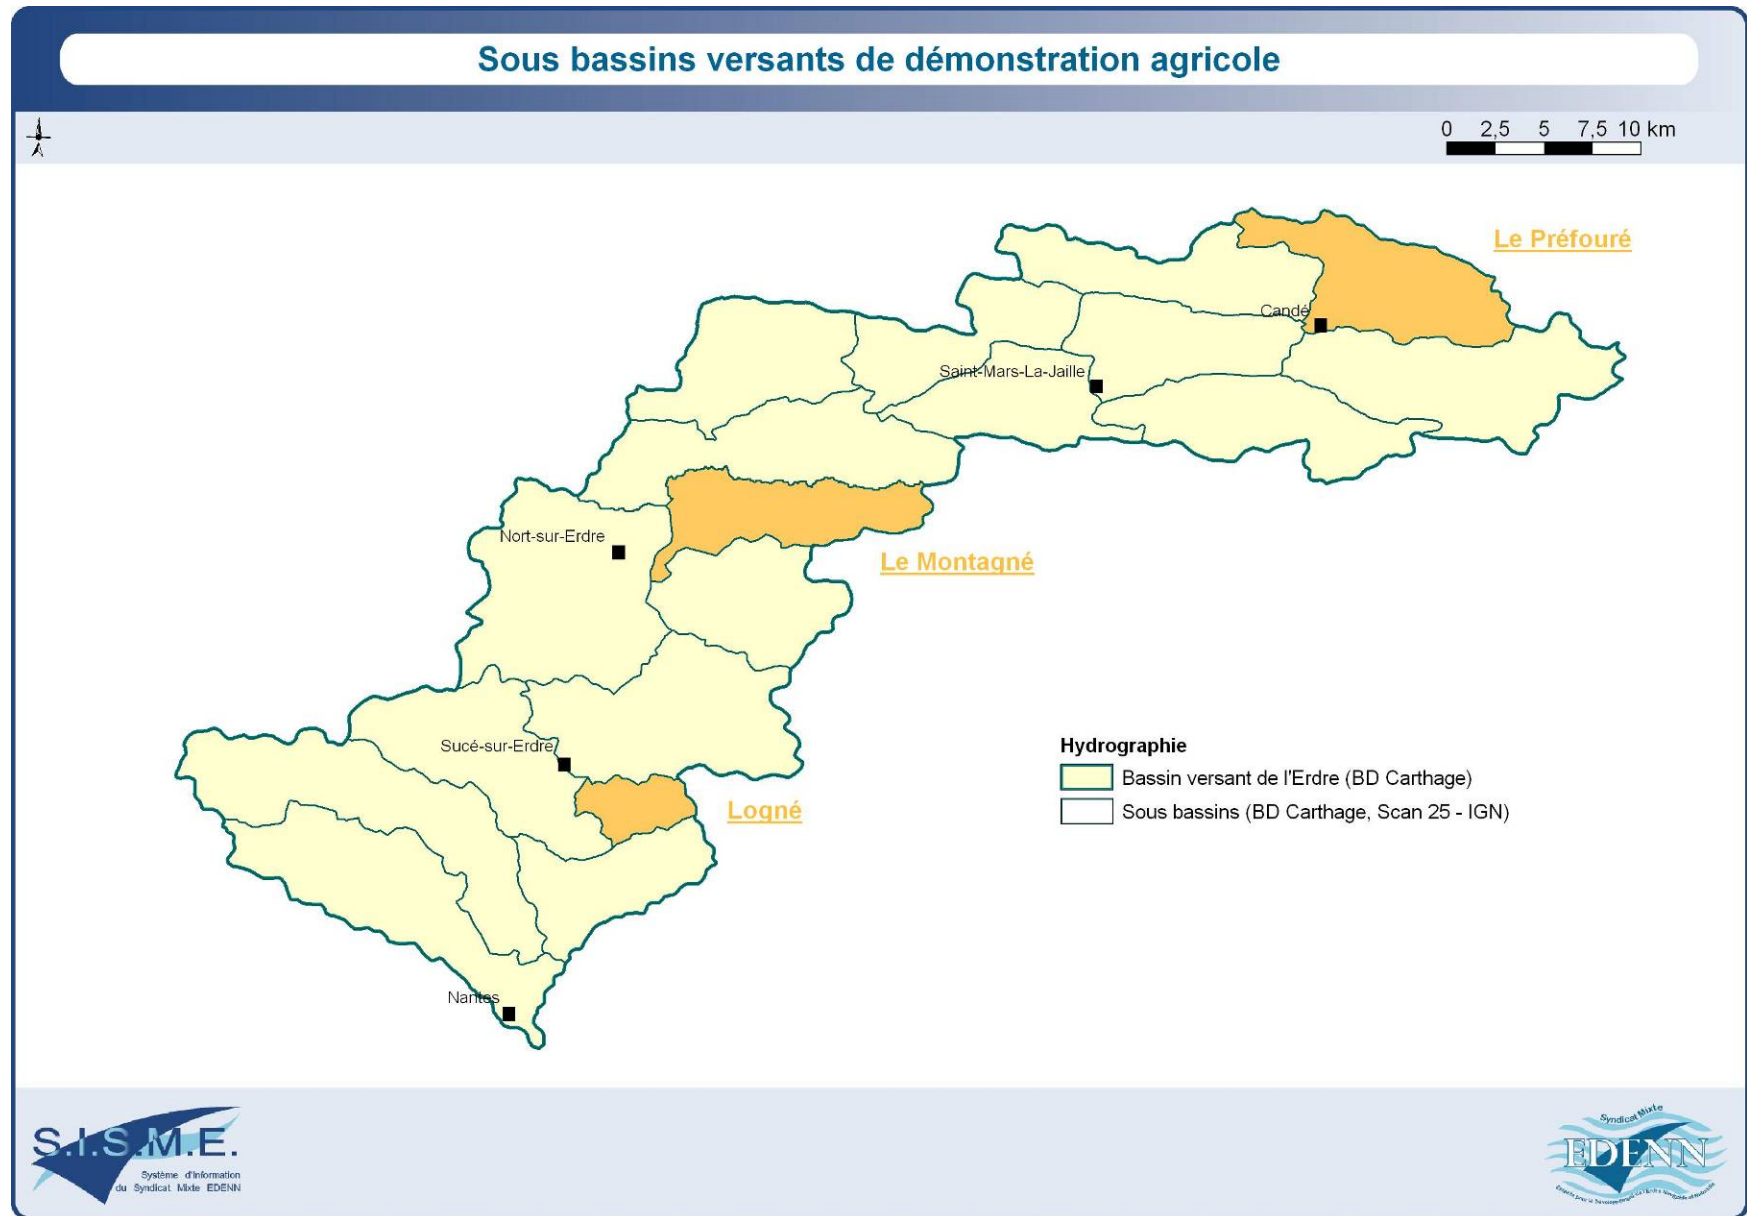 Sous bassins versants de démonstration agricole
0 2,5 5 7,5 10 km
Le Préfouré
Candé
Saint-Mars-La-Jaille
Nort-sur-Erdre
Le Montagné
Sucé-sur-Erdre
Logné
Nantes
Hydrographie
Bassin versant de l'Erdre (BD Carthage)
Sous bassins (BD Carthage, Scan 25 - IGN)
S.I.S.M.E.
Système d'Information
du Syndicat Mixte EDENN
Syndicat Mixte
EDENN